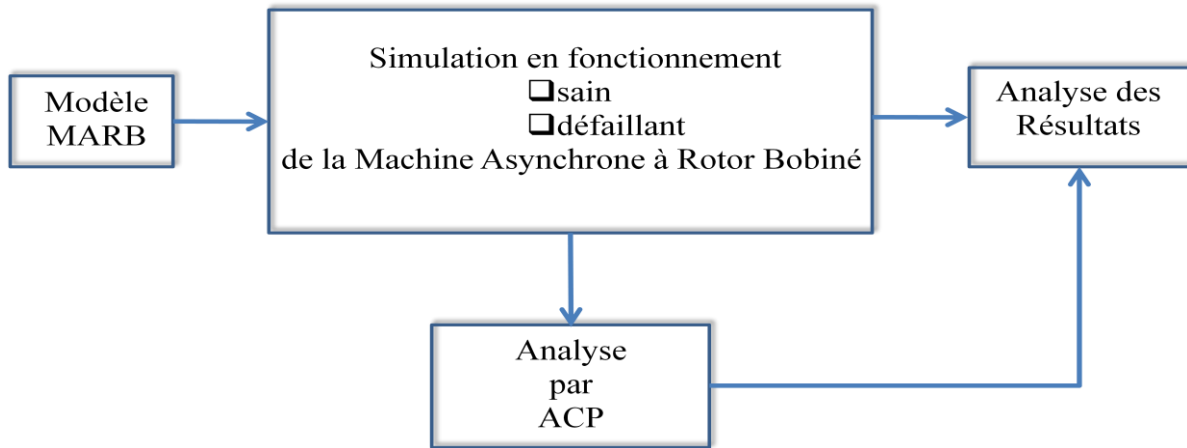 Modèle
MARB
Simulation en fonctionnement
❑sain
❑défaillant
de la Machine Asynchrone à Rotor Bobiné
Analyse des
Résultats
Analyse
par
ACP